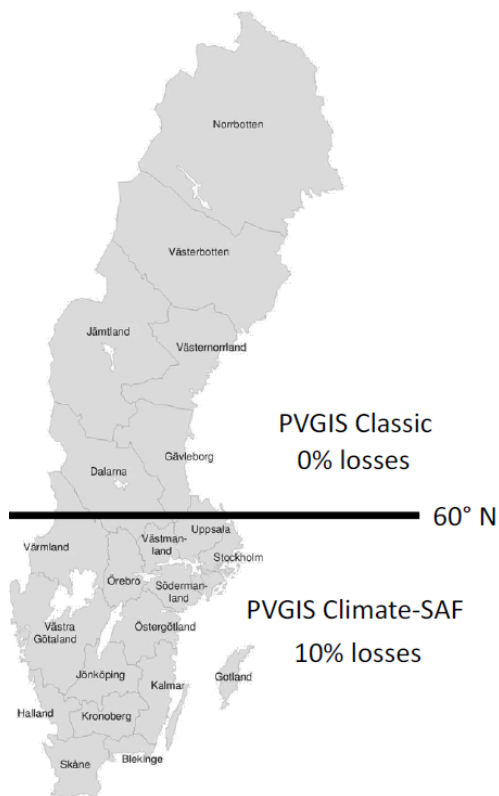 Norrbotten
Västerbotten
Jämtland
Västernorrland
PVGIS Classic
0% losses
Gävleborg
Dalarna
60° N
Uppsala
Västman-
land
Värmland
Stockholm
Örebro
Söderman-
land
PVGIS Climate-SAF
10% losses
Västra
Götaland
Östergötland
Jönköping
Kalmar
Gotland
Halland
Kronoberg
Blekinge
Skåne